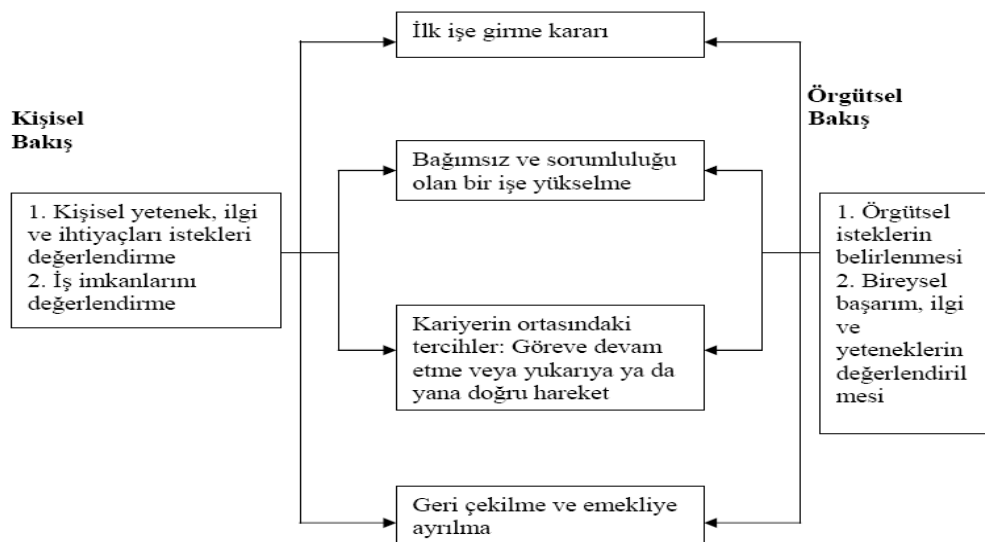 İlk işe girme kararı
Kişisel
Bakış
Örgütsel
Bakış
Bağımsız ve sorumluluğu
olan bir işe yükselme
1. Kişisel yetenek, ilgi
ve ihtiyaçları istekleri
değerlendirme
2. İş imkanlarını
değerlendirme
1. Örgütsel
isteklerin
belirlenmesi
2. Bireysel
başarım, ilgi
ve
yeteneklerin
değerlendiril
mesi
Kariyerin ortasındaki
tercihler: Göreve devam
etme veya yukarıya ya da
yana doğru hareket
Geri çekilme ve emekliye
ayrılma